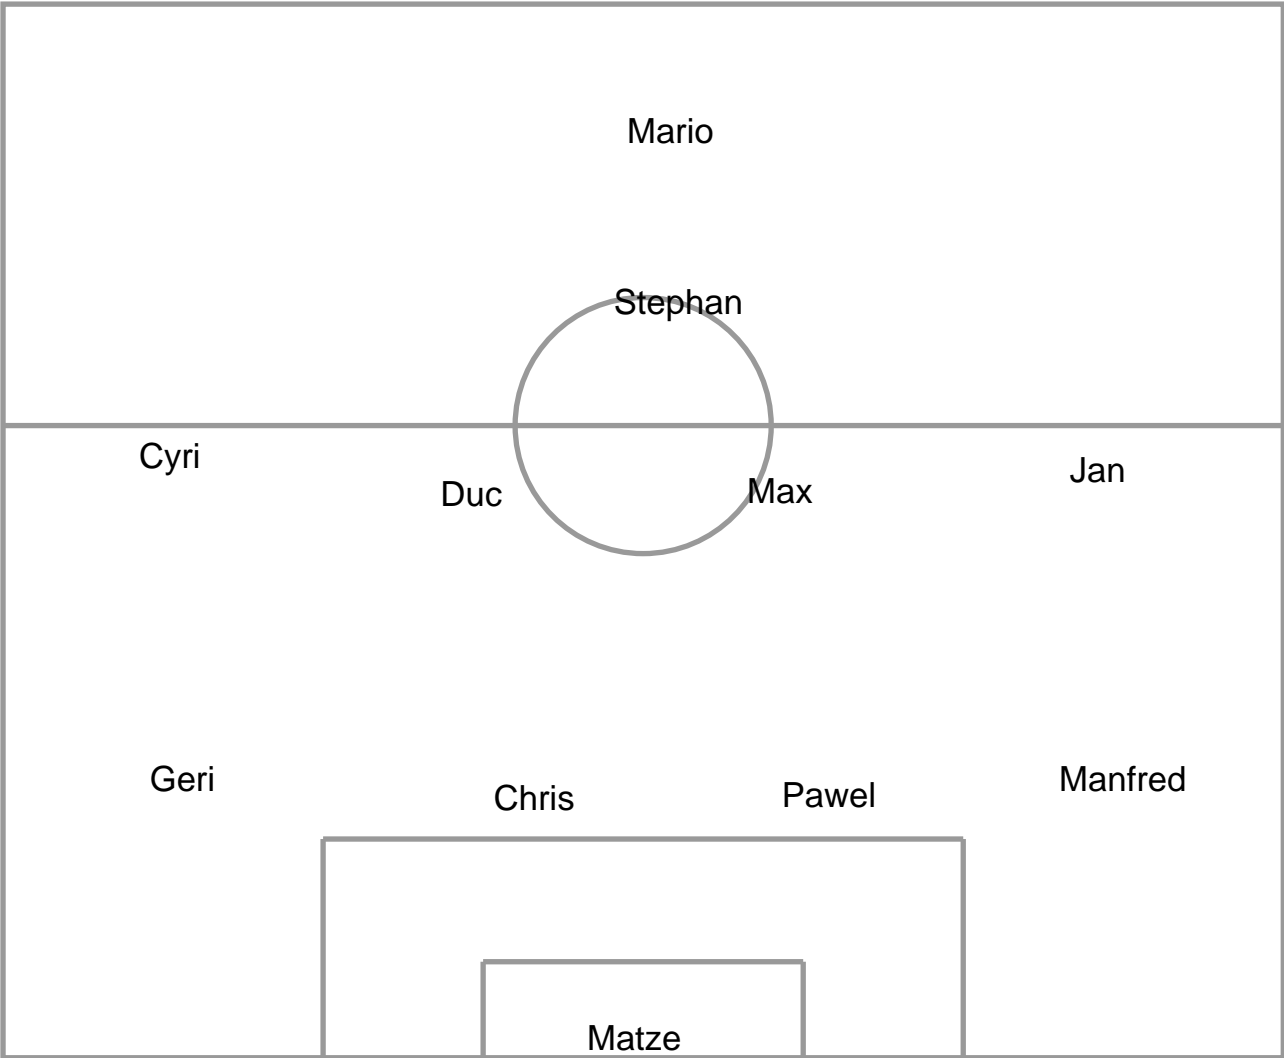 Mario
Stephan
Cyri
Jan
Duc
Max
Geri
Chris
Pawel
Manfred
Matze